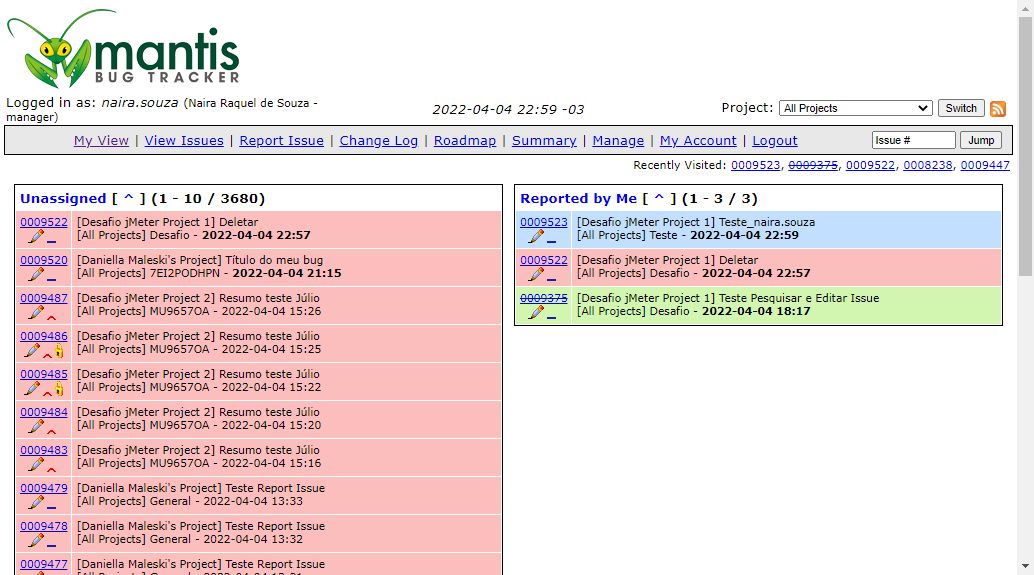 mantis
BUG TRACKER
Logged in as: naira.souza (Naira Raquel de Souza - manager)
2022-04-04 22:59 -03
Project: All Projects Switch
My View | View Issues | Report Issue | Change Log | Roadmap | Summary | Manage | My Account | Logout
Issue # Jump
Recently Visited: 0009523, 0009375, 0009522, 0008238, 0009447
Unassigned [ ^ ] (1 - 10 / 3680)
0009522 [Desafio jMeter Project 1] Deletar
[All Projects] Desafio - 2022-04-04 22:57
0009520 [Daniella Maleski's Project] Título do meu bug
[All Projects] 7EI2PODHPN - 2022-04-04 21:15
0009487 [Desafio jMeter Project 2] Resumo teste Júlio
[All Projects] MU9657OA - 2022-04-04 15:26
0009486 [Desafio jMeter Project 2] Resumo teste Júlio
[All Projects] MU9657OA - 2022-04-04 15:25
0009485 [Desafio jMeter Project 2] Resumo teste Júlio
[All Projects] MU9657OA - 2022-04-04 15:22
0009484 [Desafio jMeter Project 2] Resumo teste Júlio
[All Projects] MU9657OA - 2022-04-04 15:20
0009483 [Desafio jMeter Project 2] Resumo teste Júlio
[All Projects] MU9657OA - 2022-04-04 15:16
0009479 [Daniella Maleski's Project] Teste Report Issue
[All Projects] General - 2022-04-04 13:33
0009478 [Daniella Maleski's Project] Teste Report Issue
[All Projects] General - 2022-04-04 13:32
0009477 [Daniella Maleski's Project] Teste Report Issue
Reported by Me [ ^ ] (1 - 3 / 3)
0009523 [Desafio jMeter Project 1] Teste_naira.souza
[All Projects] Teste - 2022-04-04 22:59
0009522 [Desafio jMeter Project 1] Deletar
[All Projects] Desafio - 2022-04-04 22:57
0009375 [Desafio jMeter Project 1] Teste Pesquisar e Editar Issue
[All Projects] Desafio - 2022-04-04 18:17